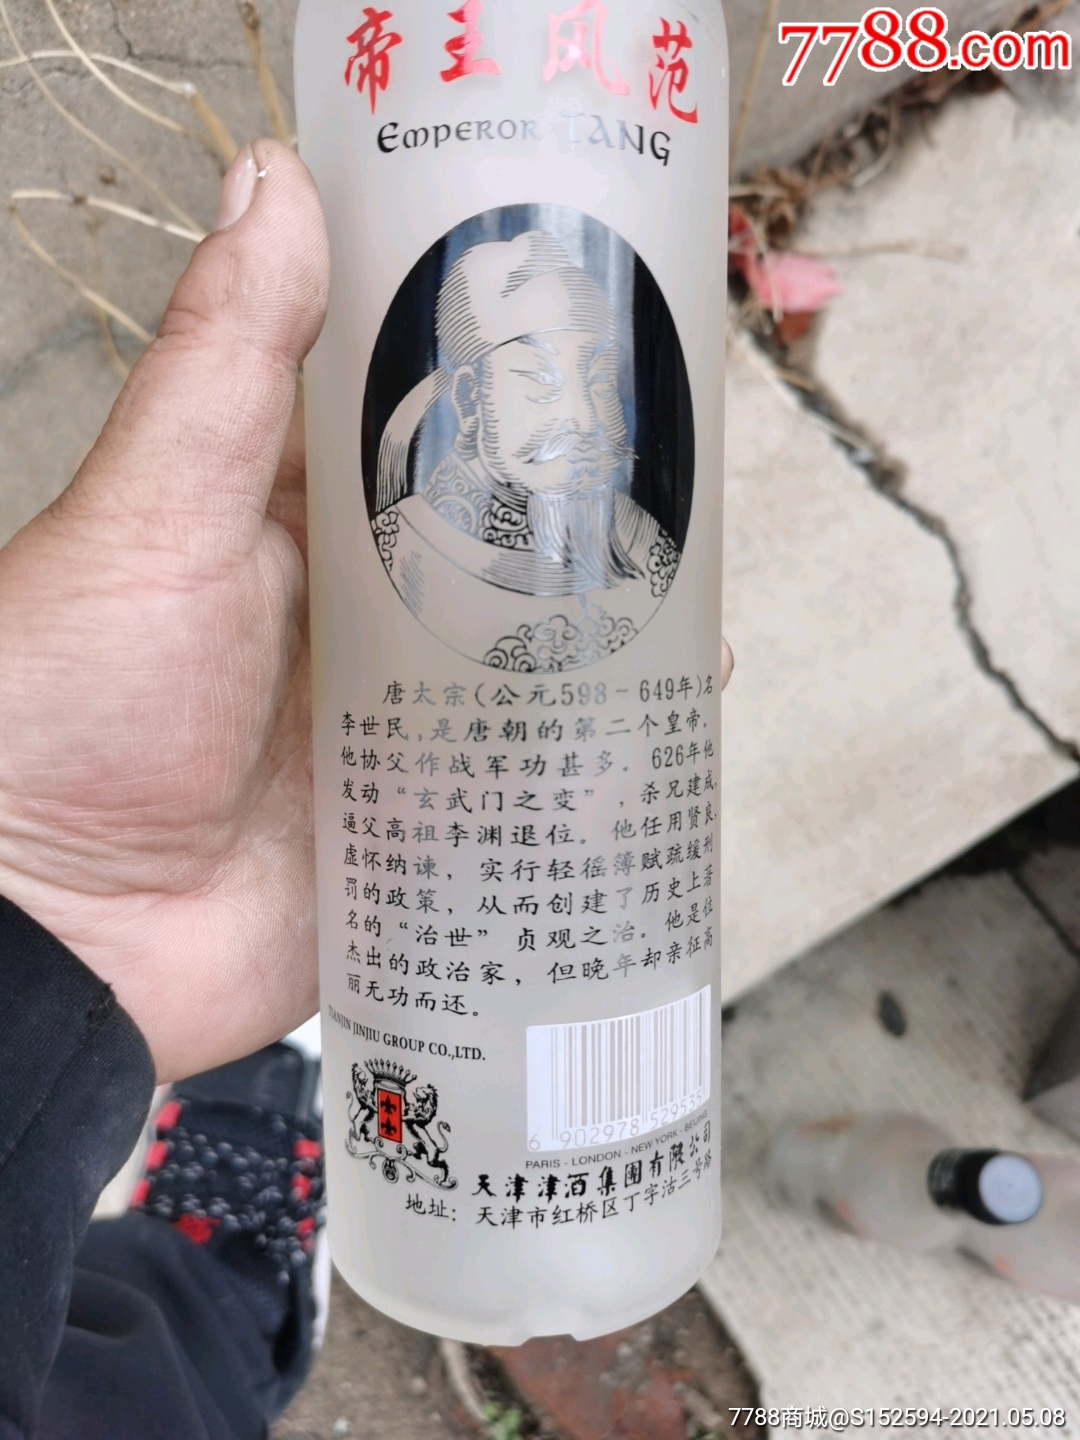 7788.com
帝王风范
EMPEROR TANG
唐太宗(公元598~649年)名
李世民,是唐朝的第二个皇帝.
他协父作战军功甚多. 626年他
发动“玄武门之变”,杀兄建成,
逼父高祖李渊退位。他任用贤良,
虚怀纳谏,实行轻徭簿赋疏缓刑
罚的政策,从而创建了历史上著
名的“治世”贞观之治。他是位
杰出的政治家,但晚年却亲征高
丽无功而还。
TIANJIN JINJIU GROUP CO.,LTD.
6 902978 529535
PARIS - LONDON - NEW YORK - BEIJING
天津津酒集團有限公司
地址:天津市红桥区丁字沽三号路
7788商城@S152594-2021.05.08